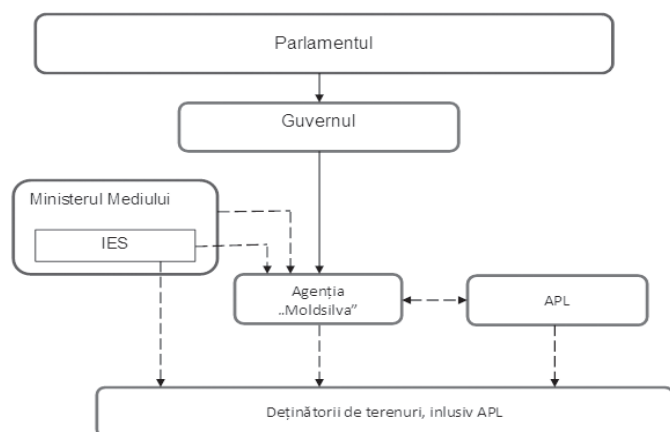 Parlamentul
Guvernul
Ministerul Mediului
IES
Agenția
„Moldsilva”
APL
Deținătorii de terenuri, inlusiv APL